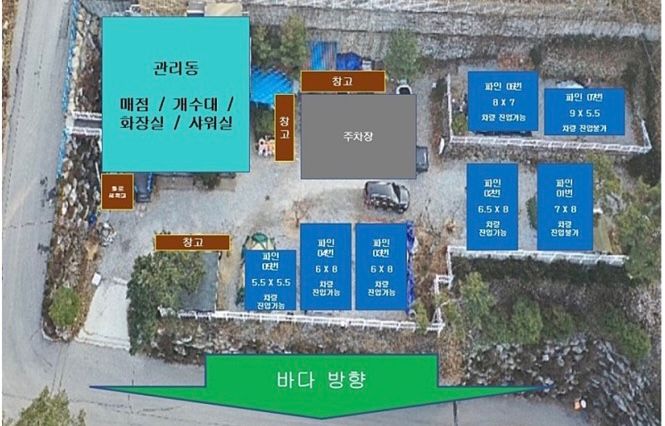 관리동
매점 / 개수대 /
화장실 / 샤워실
창고
창고
주차장
파인 06번
8 X 7
차량 진입가능
파인 07번
9 X 5.5
차량 진입불가
파인
02번
6.5 X 8
차량
진입가능
파인
01번
7 X 8
차량
진입불가
창고
파인
05번
5.5 X 5.5
차량
진입가능
파인
04번
6 X 8
차량
진입가능
파인
03번
6 X 8
차량
진입가능
바다 방향